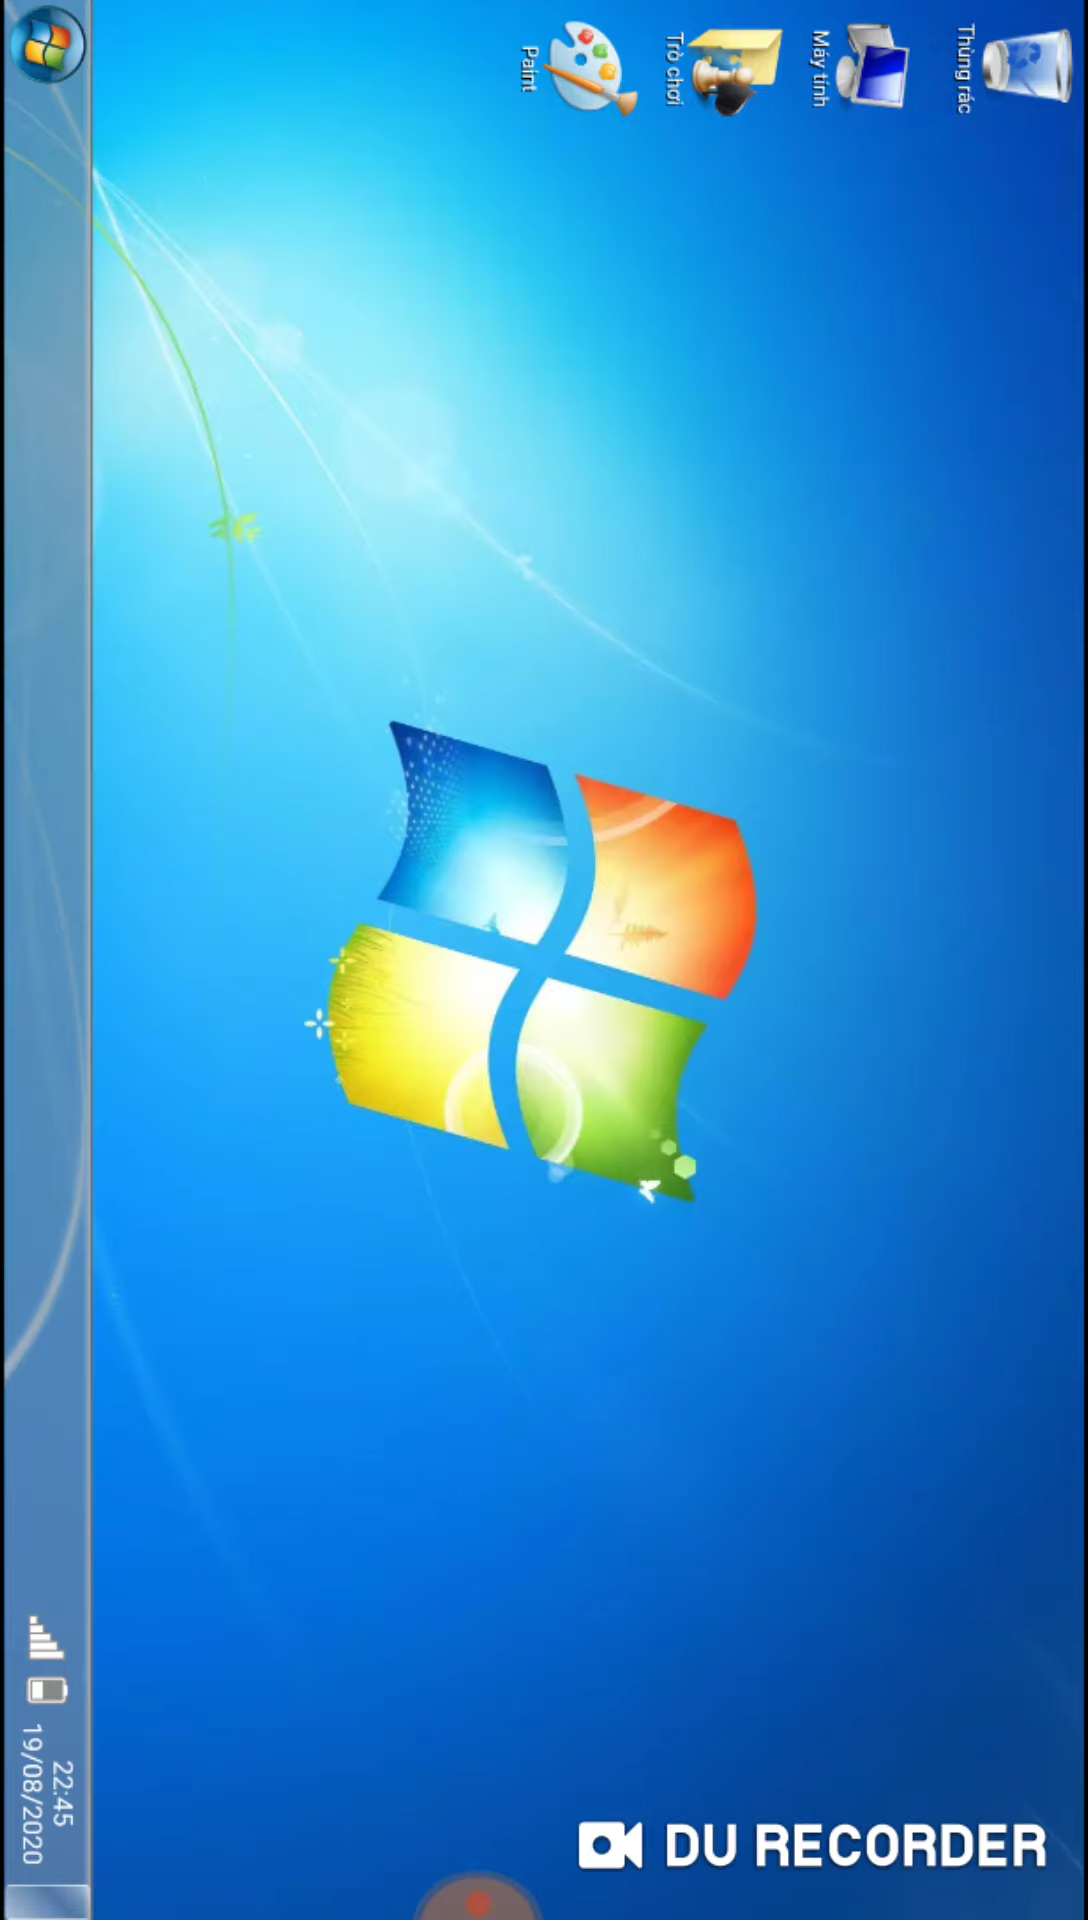 Thùng rác
Máy tính
Trò chơi
Paint
22:45
19/08/2020
DU RECORDER